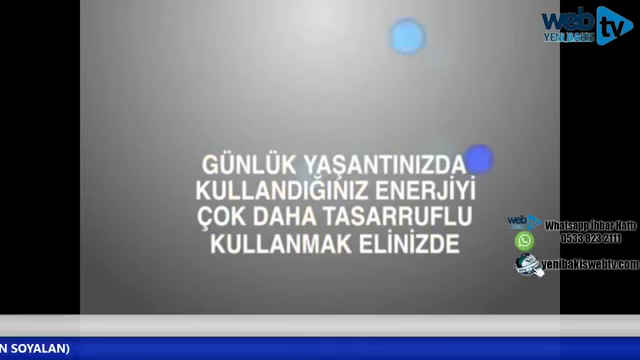 web tv
YENİ BAKIŞ
GÜNLÜK YAŞANTINIZDA
KULLANDIĞINIZ ENERJİYİ
ÇOK DAHA TASARRUFLU
KULLANMAK ELİNİZDE
web
Whatsapp İhbar Hattı
0533 823 2111
yenibakiswebtv.com
N SOYALAN)